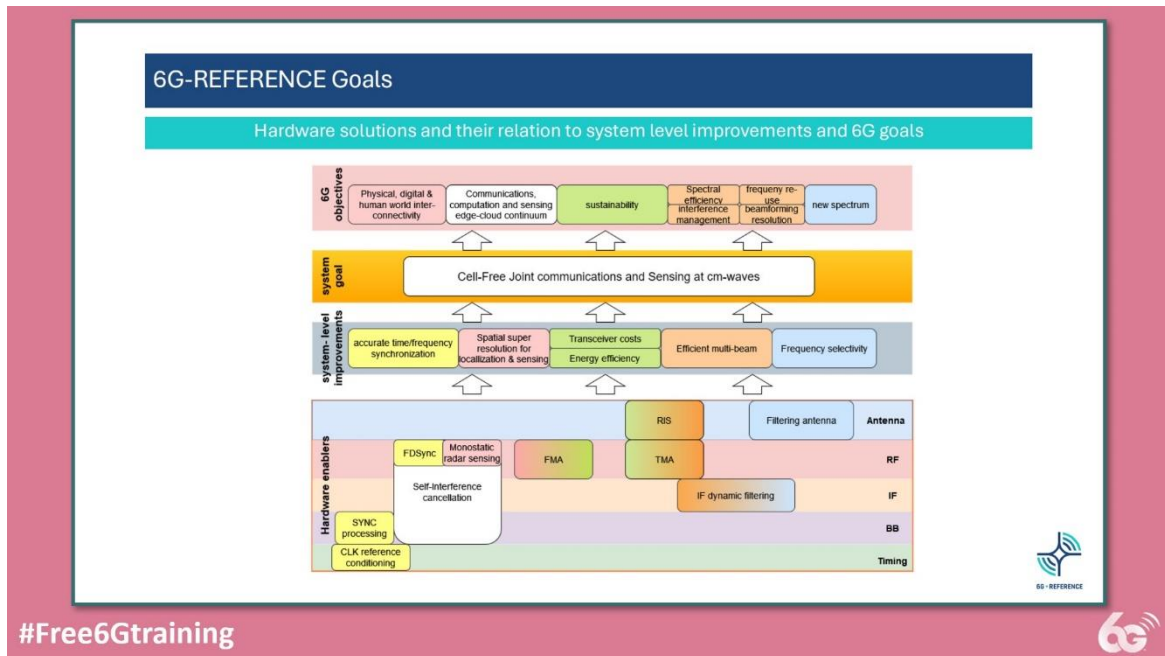 6G-REFERENCE Goals
Hardware solutions and their relation to system level improvements and 6G goals
6G
objectives
Physical, digital &
human world inter-
connectivity
Communications,
computation and sensing
edge-cloud continuum
sustainability
Spectral
efficiency
interference
management
frequeny re-
use
beamforming
resolution
new spectrum
system
goal
Cell-Free Joint communications and Sensing at cm-waves
system- level
improvements
accurate time/frequency
synchronization
Spatial super
resolution for
locallization & sensing
Transceiver costs
Energy efficiency
Efficient multi-beam
Frequency selectivity
Hardware enablers
RIS
Filtering antenna
Antenna
FDSync
Monostatic
radar sensing
FMA
TMA
RF
Self-Interference
cancellation
IF dynamic filtering
IF
SYNC
processing
BB
CLK reference
conditioning
Timing
6G - REFERENCE
#Free6Gtraining
6G